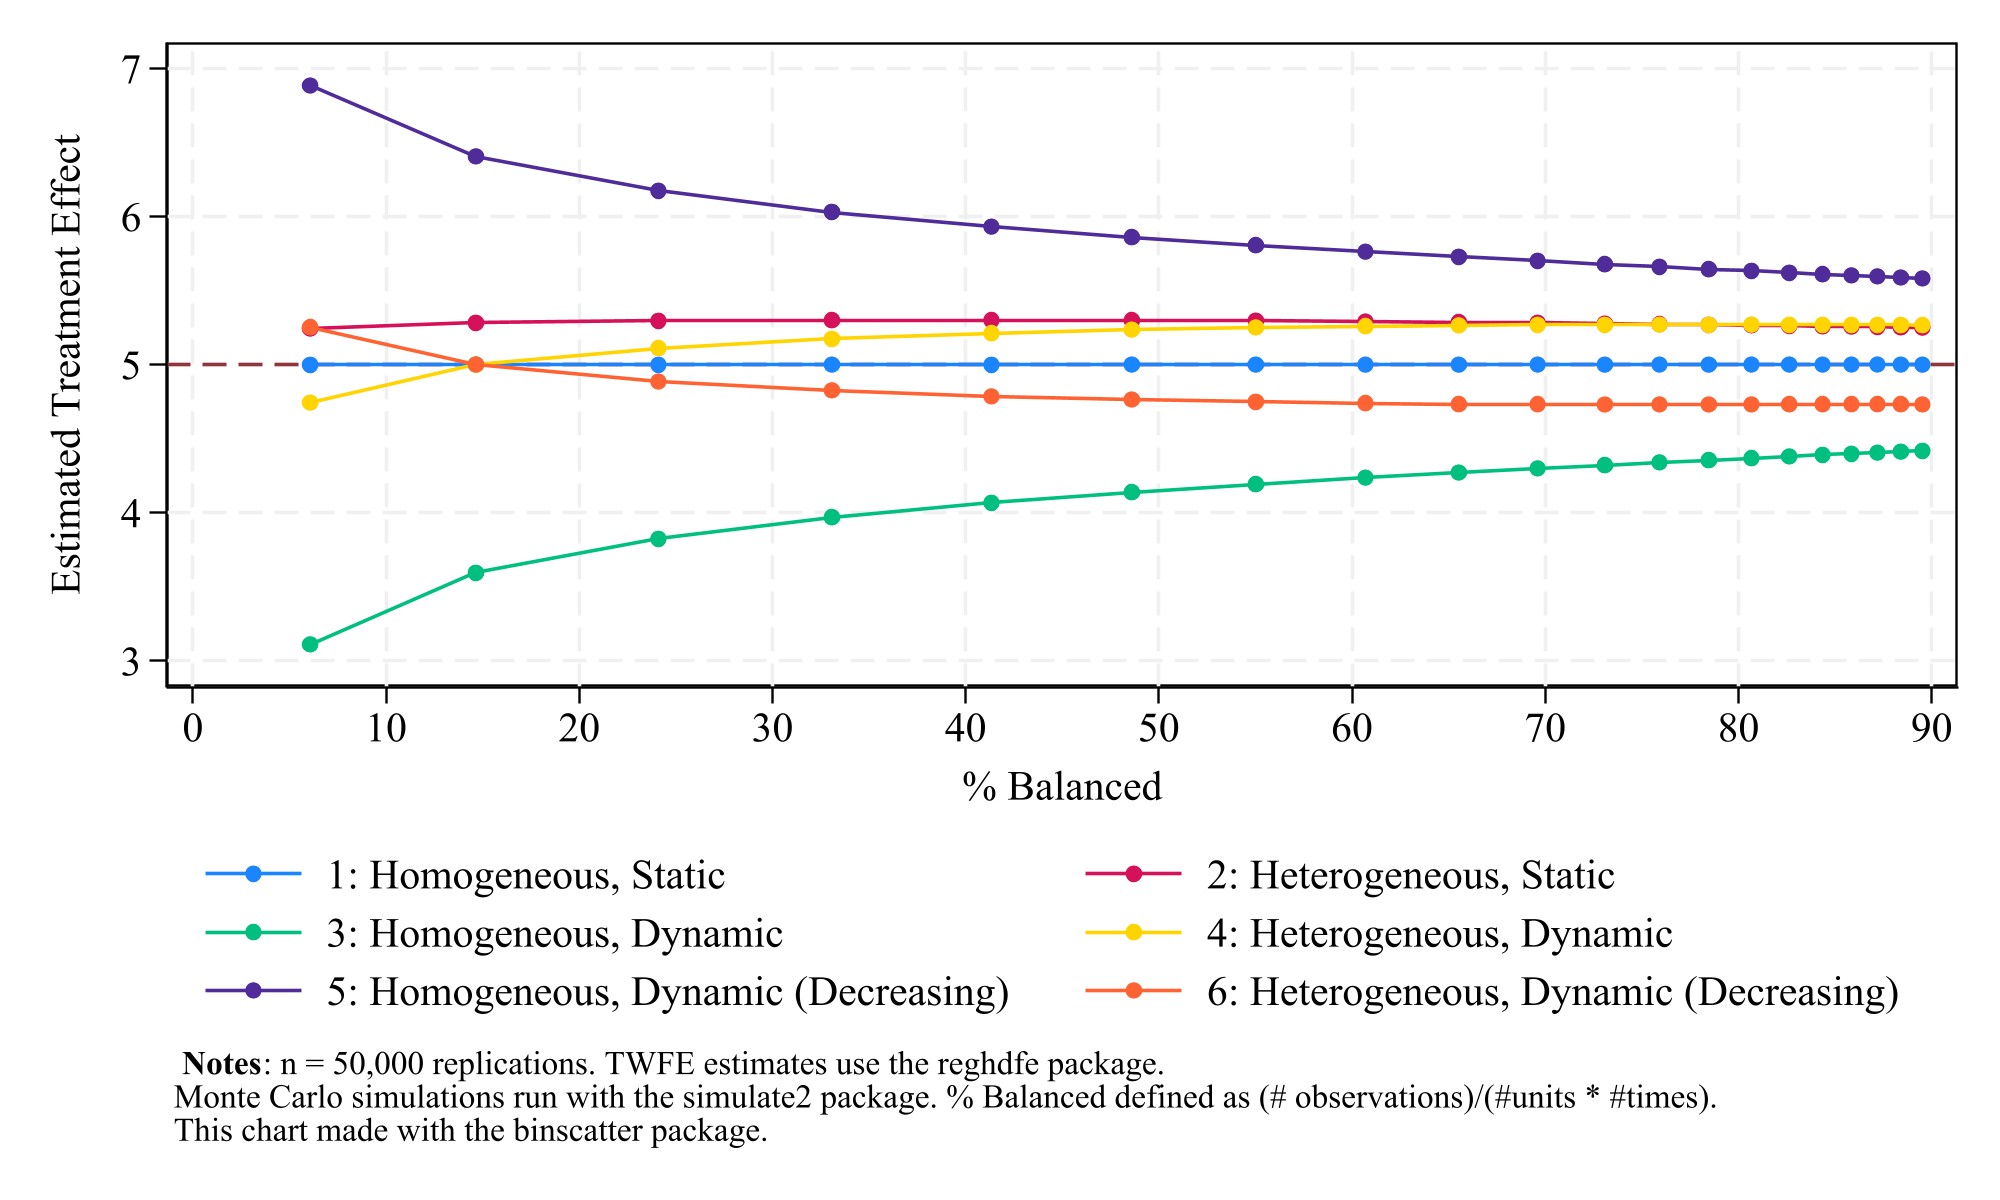 7
6
5
4
3
Estimated Treatment Effect
0 10 20 30 40 50 60 70 80 90
% Balanced
1: Homogeneous, Static
2: Heterogeneous, Static
3: Homogeneous, Dynamic
4: Heterogeneous, Dynamic
5: Homogeneous, Dynamic (Decreasing)
6: Heterogeneous, Dynamic (Decreasing)
Notes: n = 50,000 replications. TWFE estimates use the reghdfe package.
Monte Carlo simulations run with the simulate2 package. % Balanced defined as (# observations)/(#units * #times).
This chart made with the binscatter package.